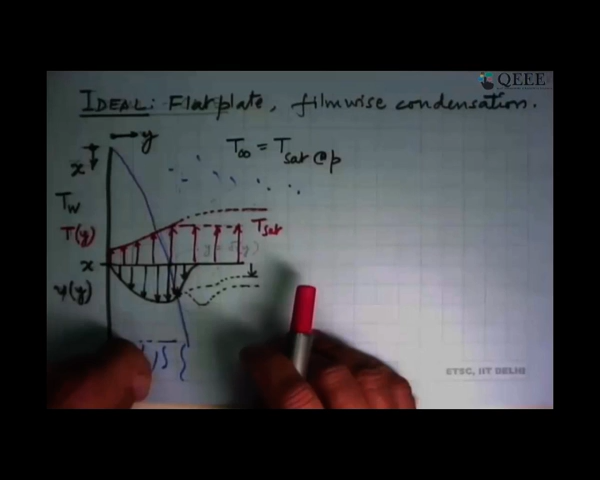 QEEE
IDEAL: Flat plate, filmwise condensation.
y
x
T∞ = Tsat @ p
Tw
T(y)
Tsat
x
u(y)
ETSC, IIT DELHI